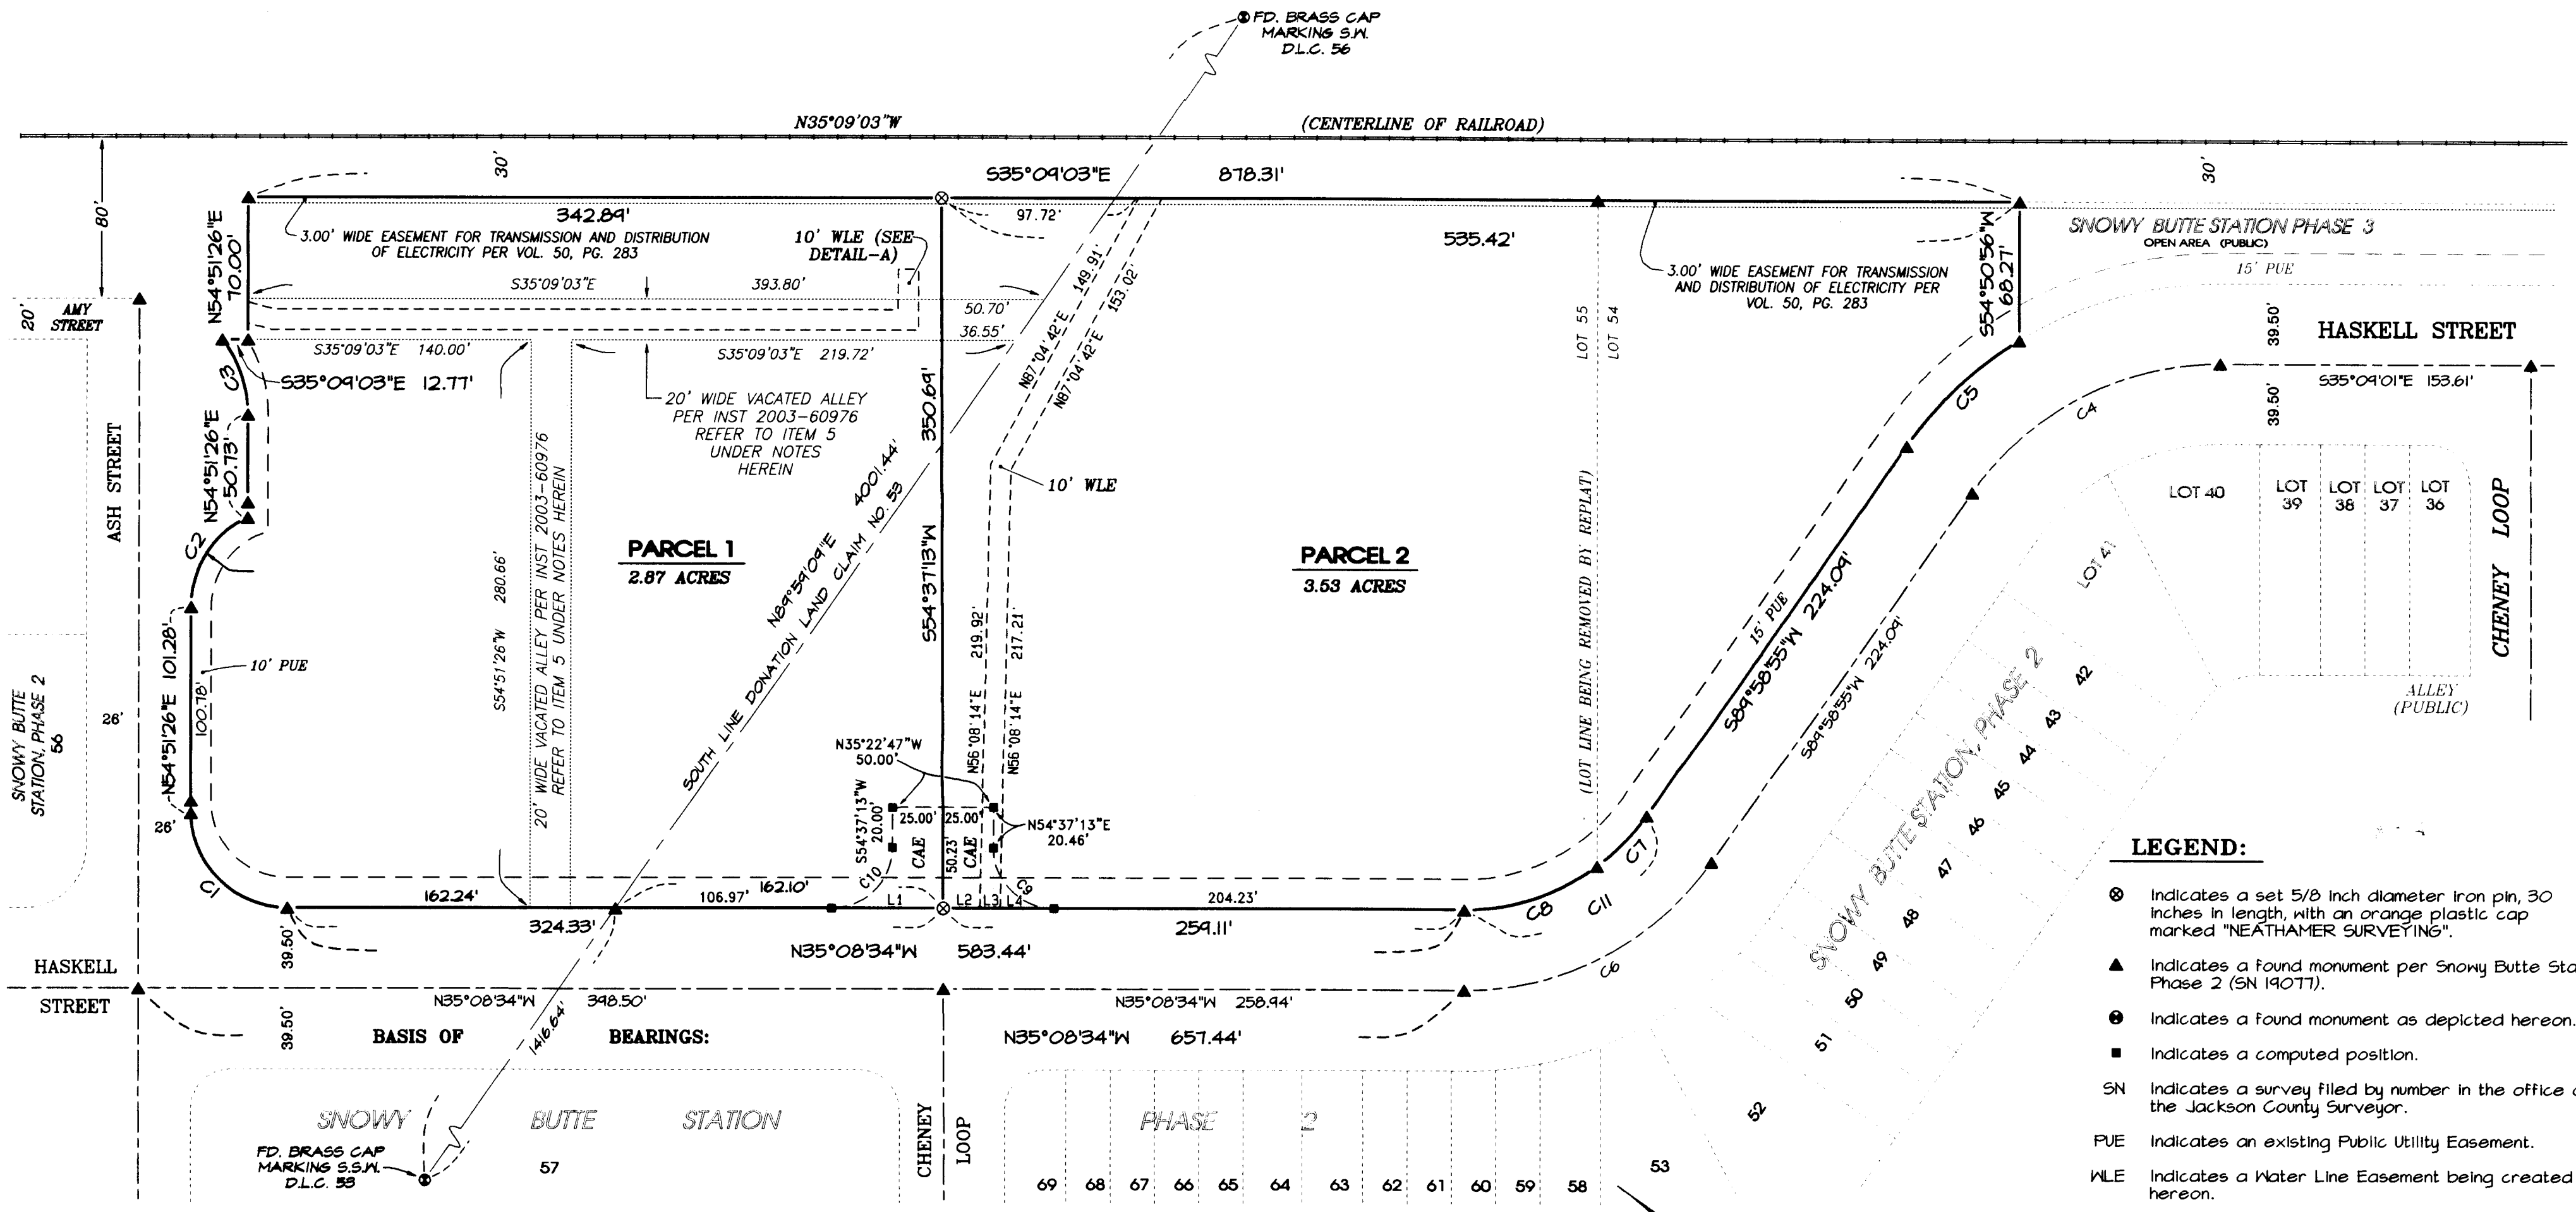 FD. BRASS CAP
MARKING S.W.
D.L.C. 56
N35°09'03"W
(CENTERLINE OF RAILROAD)
80'
30'
S35°09'03"E 878.31'
30'
342.89'
97.72'
535.42'
3.00' WIDE EASEMENT FOR TRANSMISSION AND DISTRIBUTION
OF ELECTRICITY PER VOL. 50, PG. 283
10' WLE (SEE
DETAIL-A)
3.00' WIDE EASEMENT FOR TRANSMISSION
AND DISTRIBUTION OF ELECTRICITY PER
VOL. 50, PG. 283
SNOWY BUTTE STATION PHASE 3
OPEN AREA (PUBLIC)
15' PUE
N54°51'26"E
70.00'
S54°50'56"W
68.27'
S35°09'03"E 393.80'
50.70'
36.55'
149.91'
153.02'
N87°04'42"E
N87°04'42"E
20'
AMY
STREET
S35°09'03"E 140.00'
S35°09'03"E 219.72'
C3
S35°09'03"E 12.77'
LOT 55
LOT 54
39.50'
HASKELL STREET
S35°09'01"E 153.61'
39.50'
C5
C4
20' WIDE VACATED ALLEY
PER INST 2003-60976
REFER TO ITEM 5
UNDER NOTES
HEREIN
350.69'
S54°37'13"W
N54°51'26"E
50.73'
ASH STREET
C2
10' WLE
LOT 40
LOT
39
LOT
38
LOT
37
LOT
36
LOT 41
CHENEY LOOP
PARCEL 1
2.87 ACRES
PARCEL 2
3.53 ACRES
N89°59'09"E 4001.44'
SOUTH LINE DONATION LAND CLAIM NO. 53
S54°51'26"W 280.66'
20' WIDE VACATED ALLEY PER INST 2003-60976
REFER TO ITEM 5 UNDER NOTES HEREIN
(LOT LINE BEING REMOVED BY REPLAT)
15' PUE
S89°58'55"W 224.09'
S89°58'55"W 224.09'
219.92'
217.21'
N56°08'14"E
N56°08'14"E
10' PUE
N54°51'26"E 101.28'
100.78'
SNOWY BUTTE
STATION, PHASE 2
56
26'
26'
ALLEY
(PUBLIC)
SNOWY BUTTE STATION, PHASE 2
42
43
44
45
46
47
48
49
50
51
52
53
N35°22'47"W
50.00'
S54°37'13"W
20.00'
25.00'
25.00'
N54°37'13"E
20.46'
CAE
CAE
50.23'
C10
C9
C1
162.24'
106.97'
162.10'
L1
L2
L3
L4
204.23'
C7
C8
C11
C6
324.33'
259.11'
39.50'
N35°08'34"W 583.44'
HASKELL
STREET
N35°08'34"W 398.50'
N35°08'34"W 258.94'
39.50'
BASIS OF BEARINGS:
N35°08'34"W 657.44'
1416.64'
SNOWY BUTTE STATION PHASE 2
FD. BRASS CAP
MARKING S.S.W.
D.L.C. 53
57
CHENEY
LOOP
69 68 67 66 65 64 63 62 61 60 59 58
LEGEND:
Indicates a set 5/8 inch diameter iron pin, 30
inches in length, with an orange plastic cap
marked "NEATHAMER SURVEYING".
Indicates a found monument per Snowy Butte Sta
Phase 2 (SN 19077).
Indicates a found monument as depicted hereon.
Indicates a computed position.
SN Indicates a survey filed by number in the office o
the Jackson County Surveyor.
PUE Indicates an existing Public Utility Easement.
WLE Indicates a Water Line Easement being created
hereon.